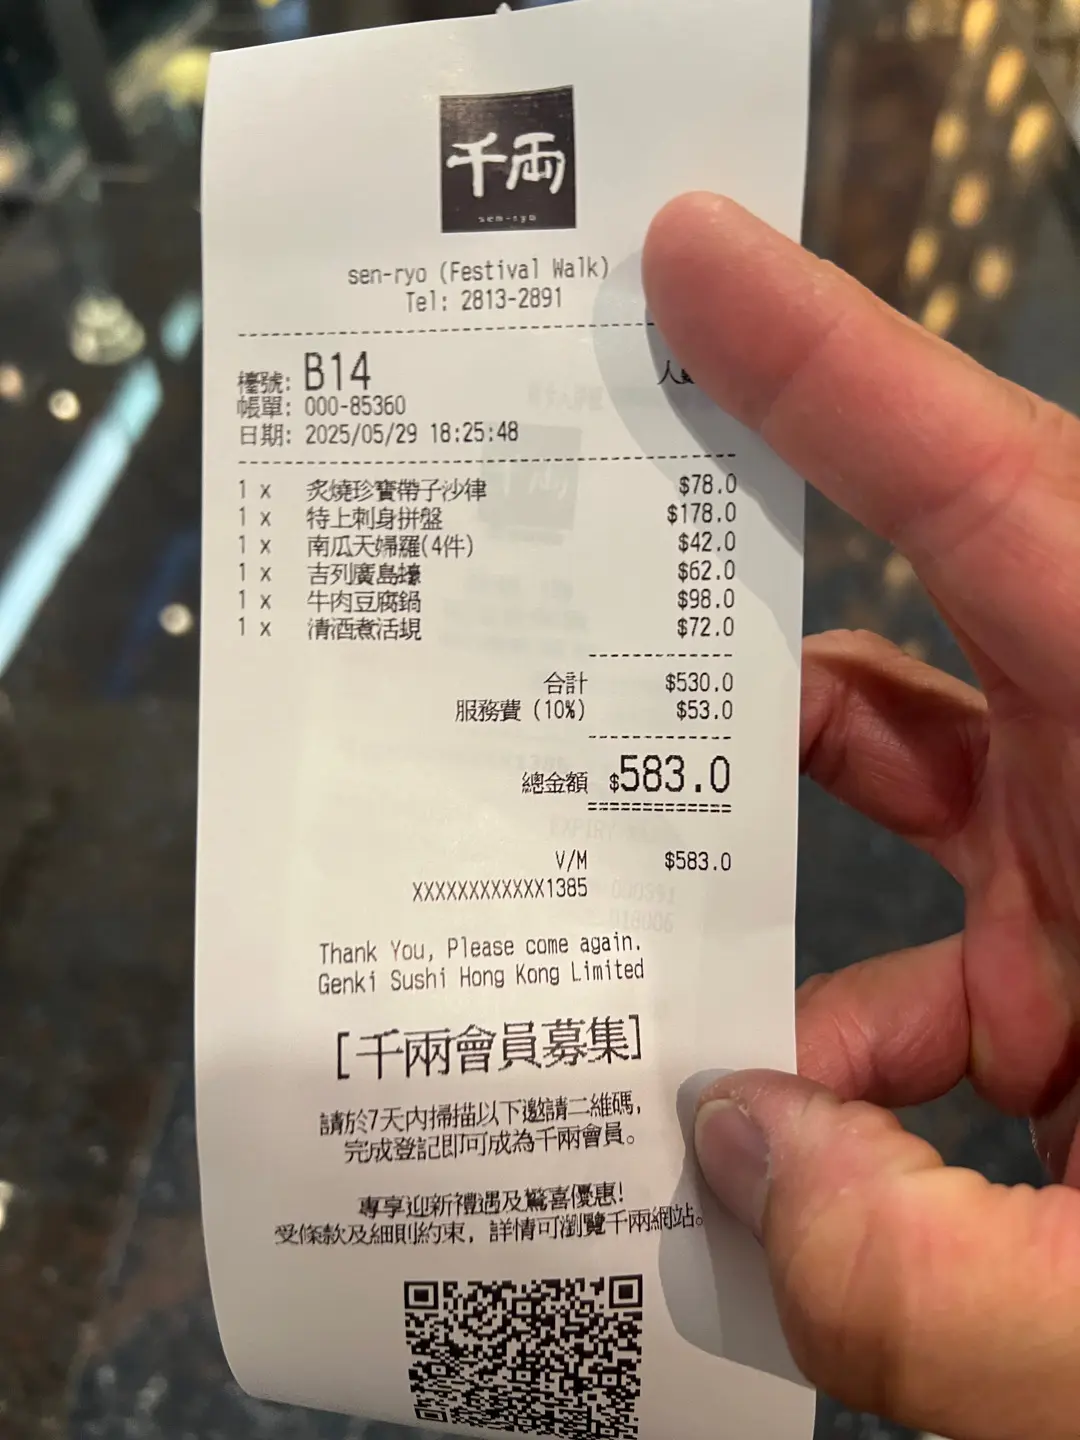 千両
sen-ryo
sen-ryo (Festival Walk)
Tel: 2813-2891
檯號: B14
人
帳單: 000-85360
日期: 2025/05/29 18:25:48
1 x 炙燒珍寶帶子沙律 $78.0
1 x 特上刺身拼盤 $178.0
1 x 南瓜天婦羅(4件) $42.0
1 x 吉列廣島蠔 $62.0
1 x 牛肉豆腐鍋 $98.0
1 x 清酒煮活蜆 $72.0
合計 $530.0
服務費 (10%) $53.0
總金額 $583.0
V/M $583.0
XXXXXXXXXXXX1385
Thank You, Please come again.
Genki Sushi Hong Kong Limited
[千兩會員募集]
請於7天內掃描以下邀請二維碼,
完成登記即可成為千兩會員。
專享迎新禮遇及驚喜優惠!
受條款及細則約束, 詳情可瀏覽千兩網站。